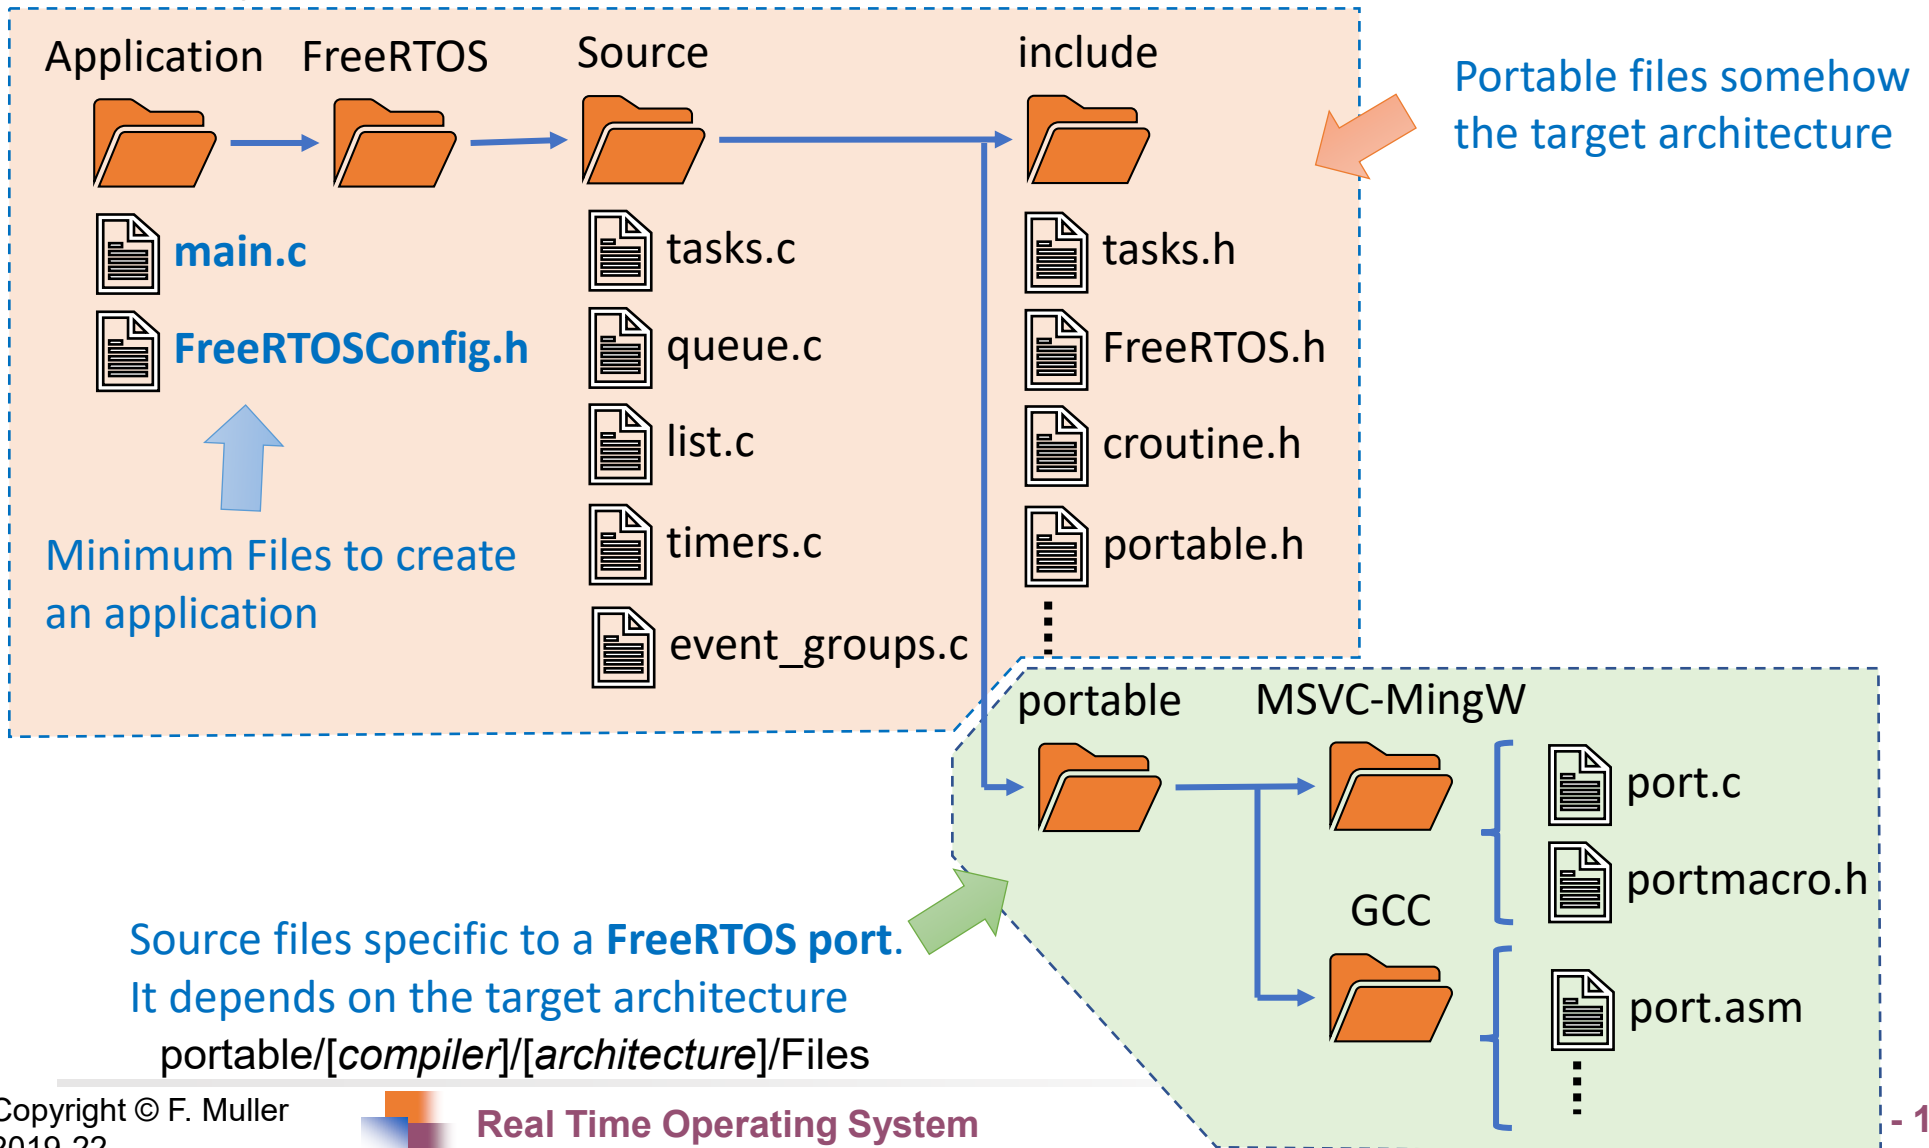 Application
FreeRTOS
Source
include
Portable files somehow
the target architecture
main.c
FreeRTOSConfig.h
tasks.c
queue.c
list.c
timers.c
event_groups.c
tasks.h
FreeRTOS.h
croutine.h
portable.h
Minimum Files to create
an application
portable
MSVC-MingW
port.c
portmacro.h
GCC
port.asm
Source files specific to a FreeRTOS port.
It depends on the target architecture
portable/[compiler]/[architecture]/Files
Copyright © F. Muller
2019-22
Real Time Operating System
- 1